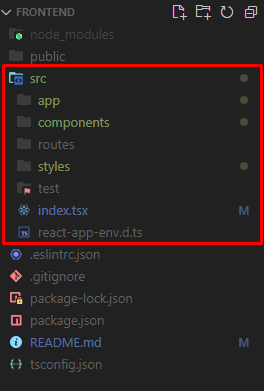 FRONTEND
node_modules
public
src
app
components
routes
styles
test
index.tsx M
TS react-app-env.d.ts
.eslintrc.json
.gitignore
package-lock.json
package.json
README.md M
tsconfig.json